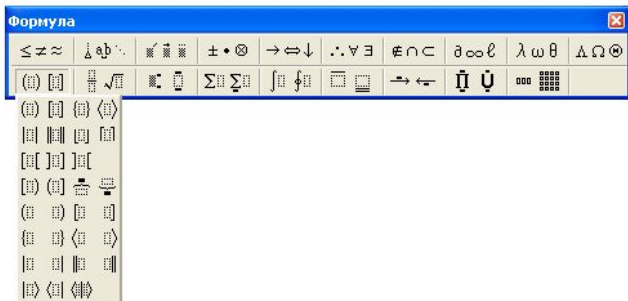 Формула
≤ ≠ ≈ a b ⋱ ± • ⊗ → ⇔ ↓ ∴ ∀ ∃ ∉ ∩ ⊂ ∂ ∞ ℓ λ ω θ Λ Ω Θ